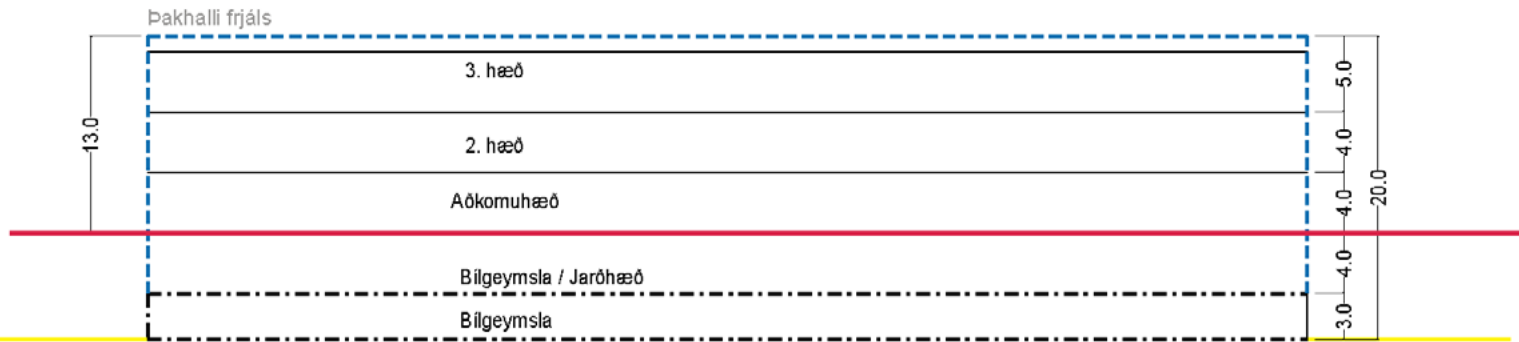 Þakhalli frjáls
3. hæð
5.0
13.0
2. hæð
4.0
20.0
Aðkomuhæð
4.0
Bílgeymsla / Jarðhæð
4.0
Bílgeymsla
3.0